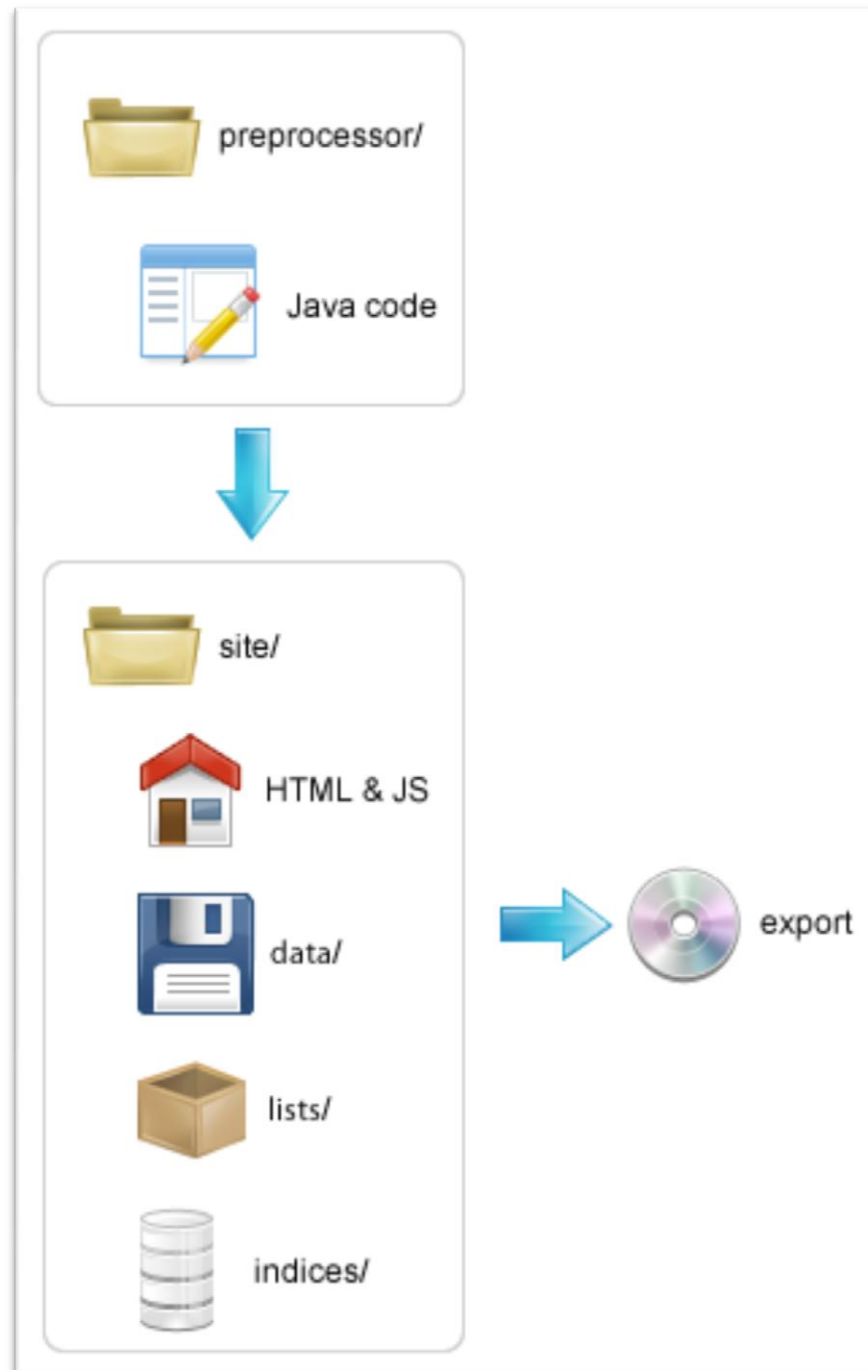 preprocessor/
Java code
site/
HTML & JS
data/
export
lists/
indices/